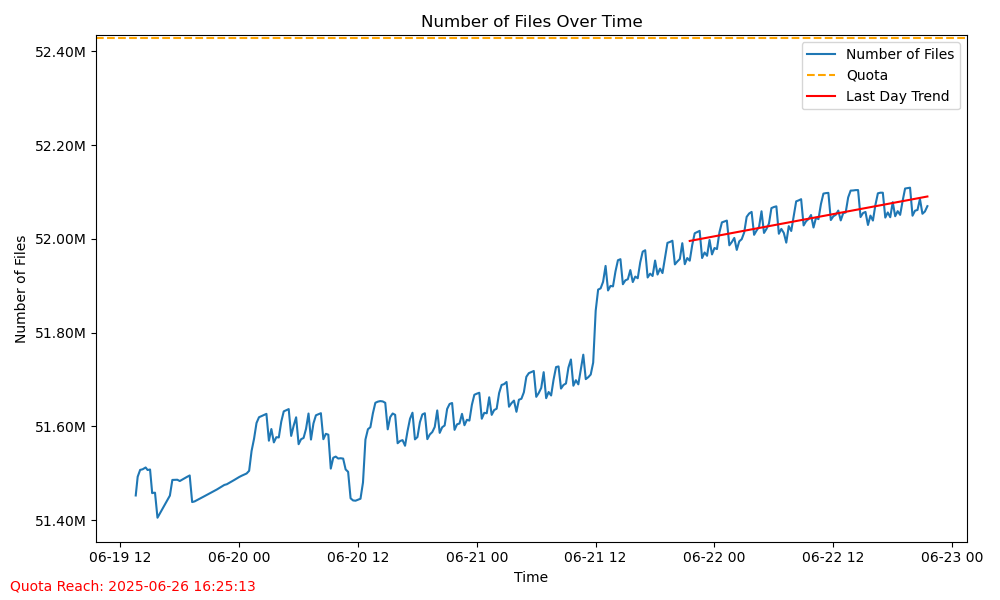 Number of Files Over Time
52.40M
52.20M
52.00M
51.80M
51.60M
51.40M
Number of Files
Number of Files
Quota
Last Day Trend
06-19 12
06-20 00
06-20 12
06-21 00
06-21 12
06-22 00
06-22 12
06-23 00
Time
Quota Reach: 2025-06-26 16:25:13